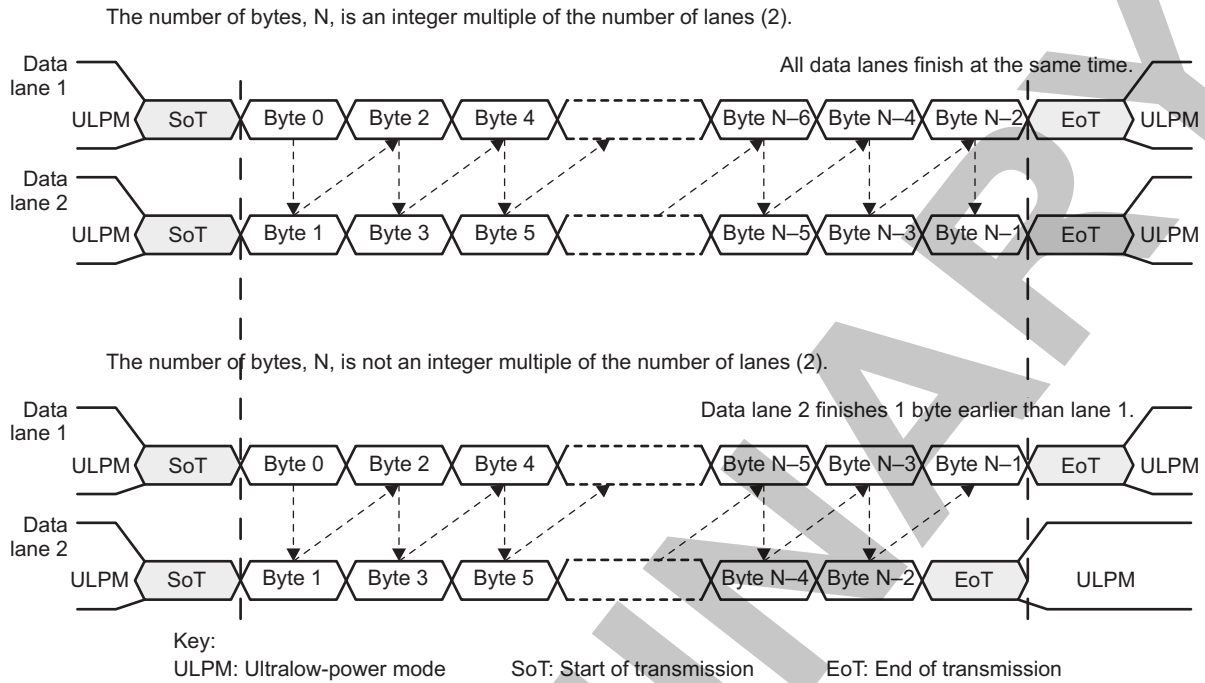 The number of bytes, N, is an integer multiple of the number of lanes (2).
All data lanes finish at the same time.
Data
lane 1
ULPM SoT Byte 0 Byte 2 Byte 4 Byte N–6 Byte N–4 Byte N–2 EoT ULPM
Data
lane 2
ULPM SoT Byte 1 Byte 3 Byte 5 Byte N–5 Byte N–3 Byte N–1 EoT ULPM
The number of bytes, N, is not an integer multiple of the number of lanes (2).
Data lane 2 finishes 1 byte earlier than lane 1.
Data
lane 1
ULPM SoT Byte 0 Byte 2 Byte 4 Byte N–5 Byte N–3 Byte N–1 EoT ULPM
Data
lane 2
ULPM SoT Byte 1 Byte 3 Byte 5 Byte N–4 Byte N–2 EoT ULPM
Key:
ULPM: Ultralow-power mode SoT: Start of transmission EoT: End of transmission
INARY